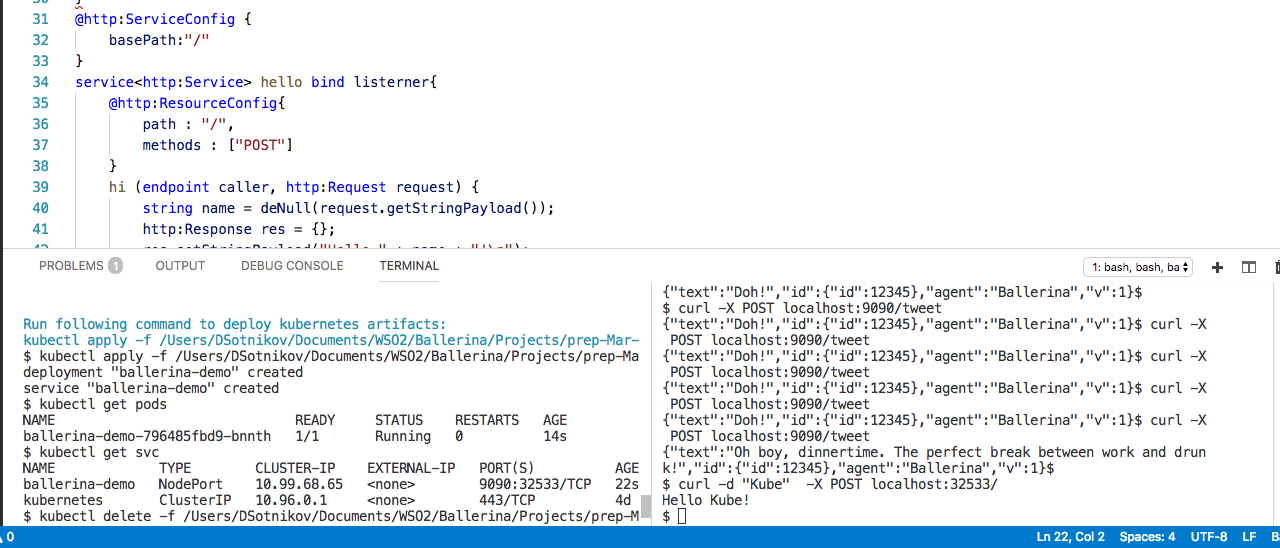 31 @http:ServiceConfig {
32 basePath:"/"
33 }
34 service<http:Service> hello bind listerner{
35 @http:ResourceConfig{
36 path : "/",
37 methods : ["POST"]
38 }
39 hi (endpoint caller, http:Request request) {
40 string name = deNull(request.getStringPayload());
41 http:Response res = {};
PROBLEMS 1 OUTPUT DEBUG CONSOLE TERMINAL 1: bash, bash, ba
Run following command to deploy kubernetes artifacts:
kubectl apply -f /Users/DSotnikov/Documents/WSO2/Ballerina/Projects/prep-Mar-
$ kubectl apply -f /Users/DSotnikov/Documents/WSO2/Ballerina/Projects/prep-Ma
deployment "ballerina-demo" created
service "ballerina-demo" created
$ kubectl get pods
NAME READY STATUS RESTARTS AGE
ballerina-demo-796485fbd9-bnnth 1/1 Running 0 14s
$ kubectl get svc
NAME TYPE CLUSTER-IP EXTERNAL-IP PORT(S) AGE
ballerina-demo NodePort 10.99.68.65 <none> 9090:32533/TCP 22s
kubernetes ClusterIP 10.96.0.1 <none> 443/TCP 4d
$ kubectl delete -f /Users/DSotnikov/Documents/WSO2/Ballerina/Projects/prep-M
{"text":"Doh!","id":{"id":12345},"agent":"Ballerina","v":1}$
$ curl -X POST localhost:9090/tweet
{"text":"Doh!","id":{"id":12345},"agent":"Ballerina","v":1}$ curl -X
POST localhost:9090/tweet
{"text":"Doh!","id":{"id":12345},"agent":"Ballerina","v":1}$ curl -X
POST localhost:9090/tweet
{"text":"Doh!","id":{"id":12345},"agent":"Ballerina","v":1}$ curl -X
POST localhost:9090/tweet
{"text":"Doh!","id":{"id":12345},"agent":"Ballerina","v":1}$ curl -X
POST localhost:9090/tweet
{"text":"Oh boy, dinnertime. The perfect break between work and drun
k!","id":{"id":12345},"agent":"Ballerina","v":1}$
$ curl -d "Kube" -X POST localhost:32533/
Hello Kube!
$
0 Ln 22, Col 2 Spaces: 4 UTF-8 LF